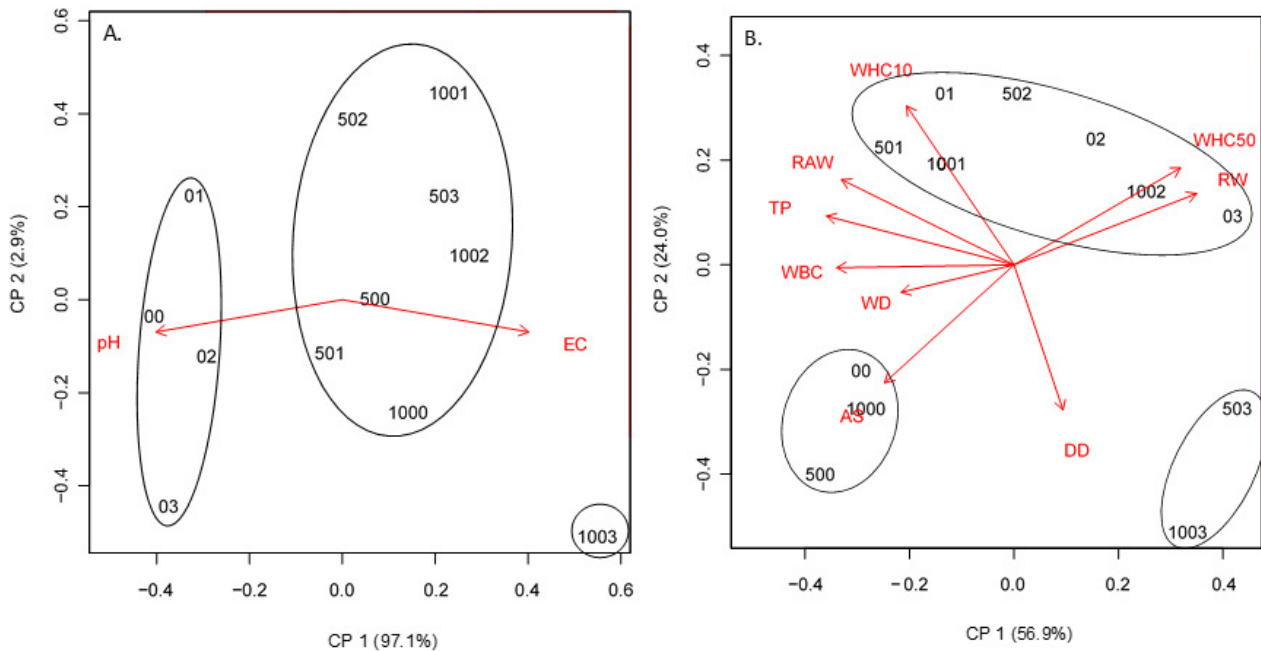 A.
CP 2 (2.9%)
0.6
0.4
0.2
0.0
−0.2
−0.4
1001
502
503
01
1002
00
500
pH
02
501
EC
1000
03
1003
−0.4
−0.2
0.0
0.2
0.4
0.6
CP 1 (97.1%)
B.
CP 2 (24.0%)
0.4
0.2
0.0
−0.2
−0.4
WHC10
01
502
02
WHC50
501
1001
RAW
1002
RW
TP
03
WBC
WD
00
1000
AS
503
DD
500
1003
−0.4
−0.2
0.0
0.2
0.4
CP 1 (56.9%)